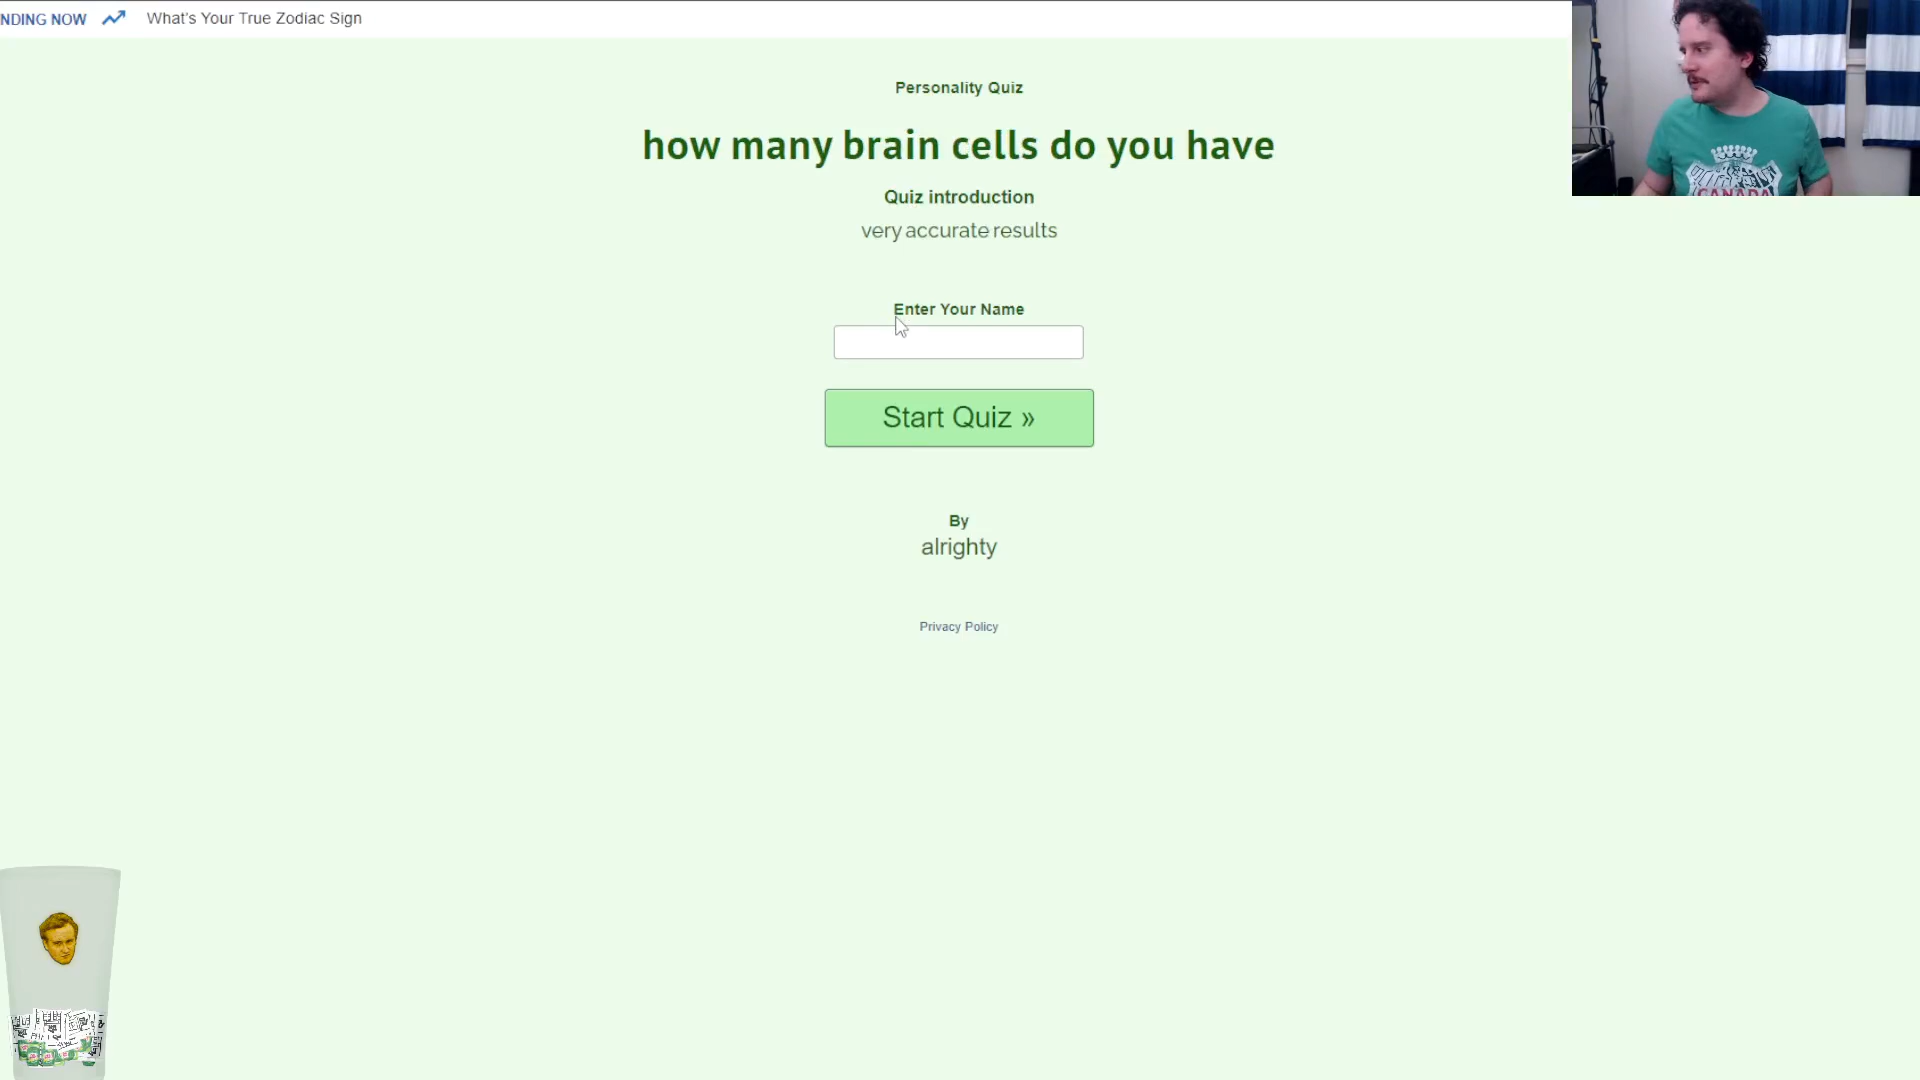 NDING NOW
What's Your True Zodiac Sign
Personality Quiz
how many brain cells do you have
Quiz introduction
very accurate results
Enter Your Name
Start Quiz »
By
alrighty
Privacy Policy
CANADA